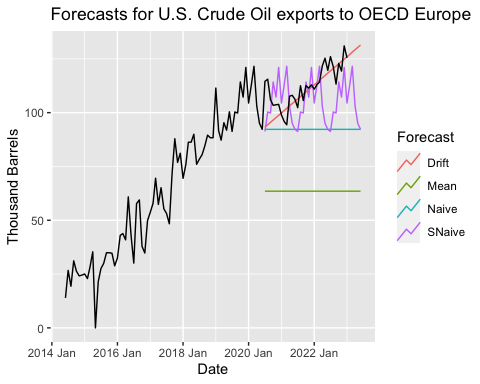 Forecasts for U.S. Crude Oil exports to OECD Europe
Thousand Barrels
100
50
0
2014 Jan 2016 Jan 2018 Jan 2020 Jan 2022 Jan
Date
Forecast
Drift
Mean
Naive
SNaive